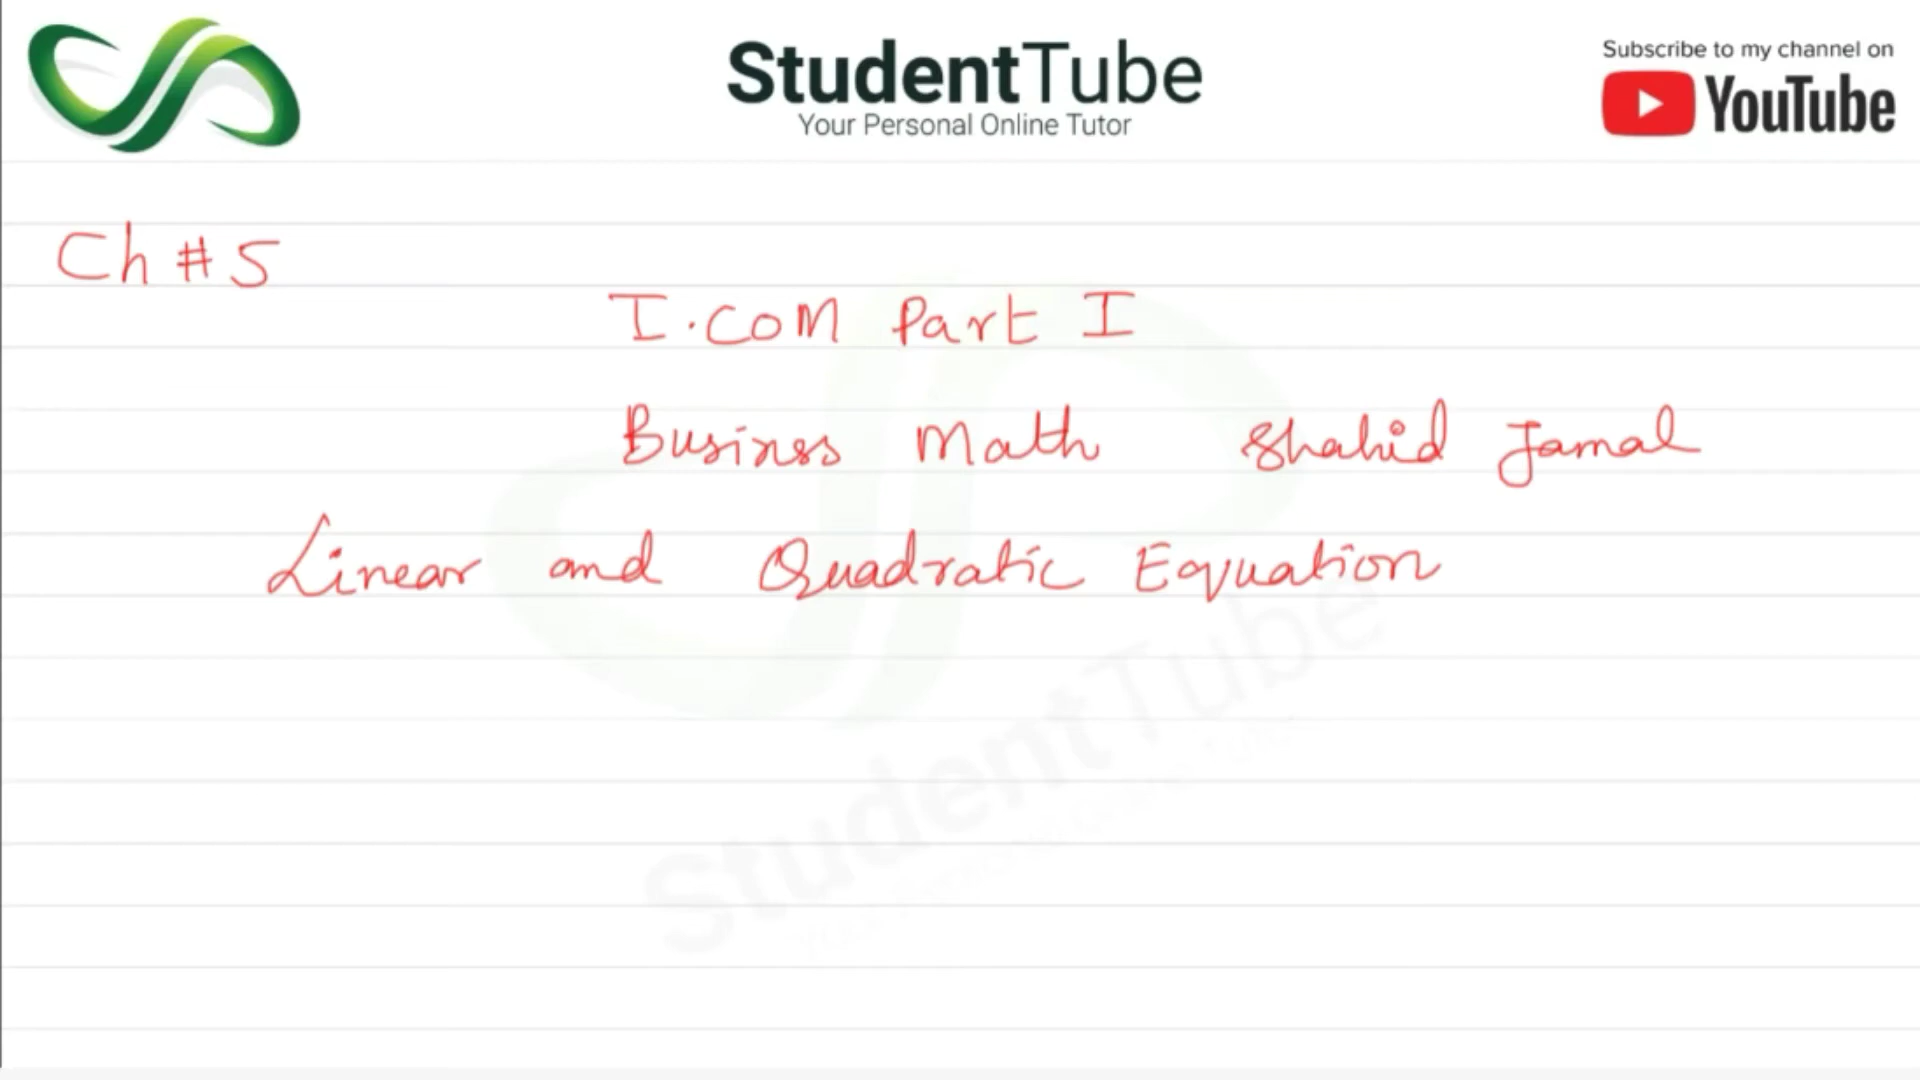 StudentTube
Your Personal Online Tutor
Subscribe to my channel on
YouTube
Ch # 5
I.COM Part I
Business Math Shahid Jamal
Linear and Quadratic Equation
StudentTube